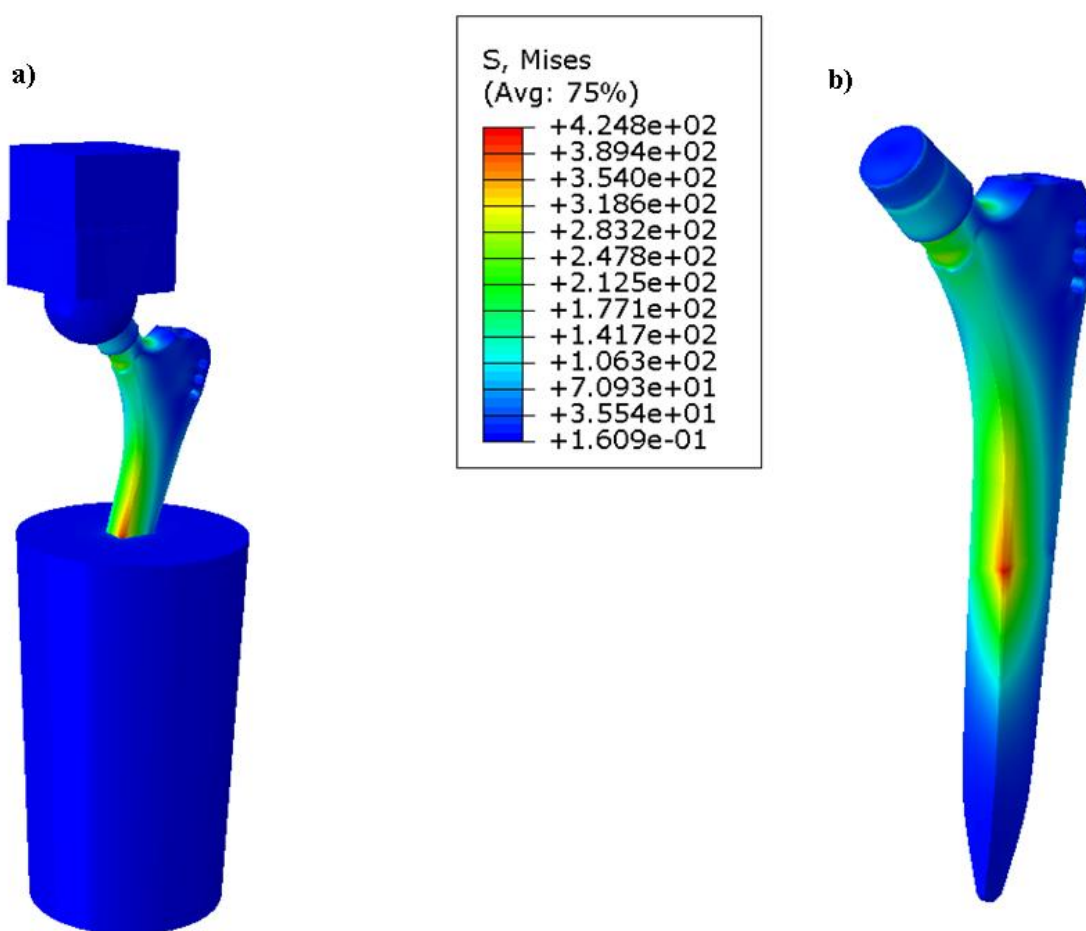 a)
S, Mises
(Avg: 75%)
+4.248e+02
+3.894e+02
+3.540e+02
+3.186e+02
+2.832e+02
+2.478e+02
+2.125e+02
+1.771e+02
+1.417e+02
+1.063e+02
+7.093e+01
+3.554e+01
+1.609e-01
b)